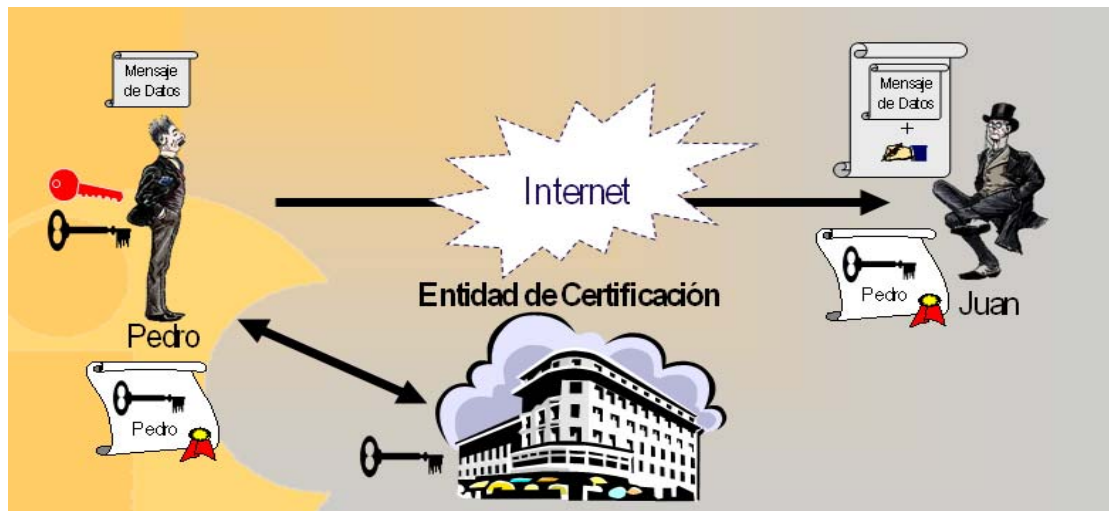 Mensaje
de Datos
Mensaje
de Datos
+
Internet
Entidad de Certificación
Pedro
Juan
Pedro
Pedro